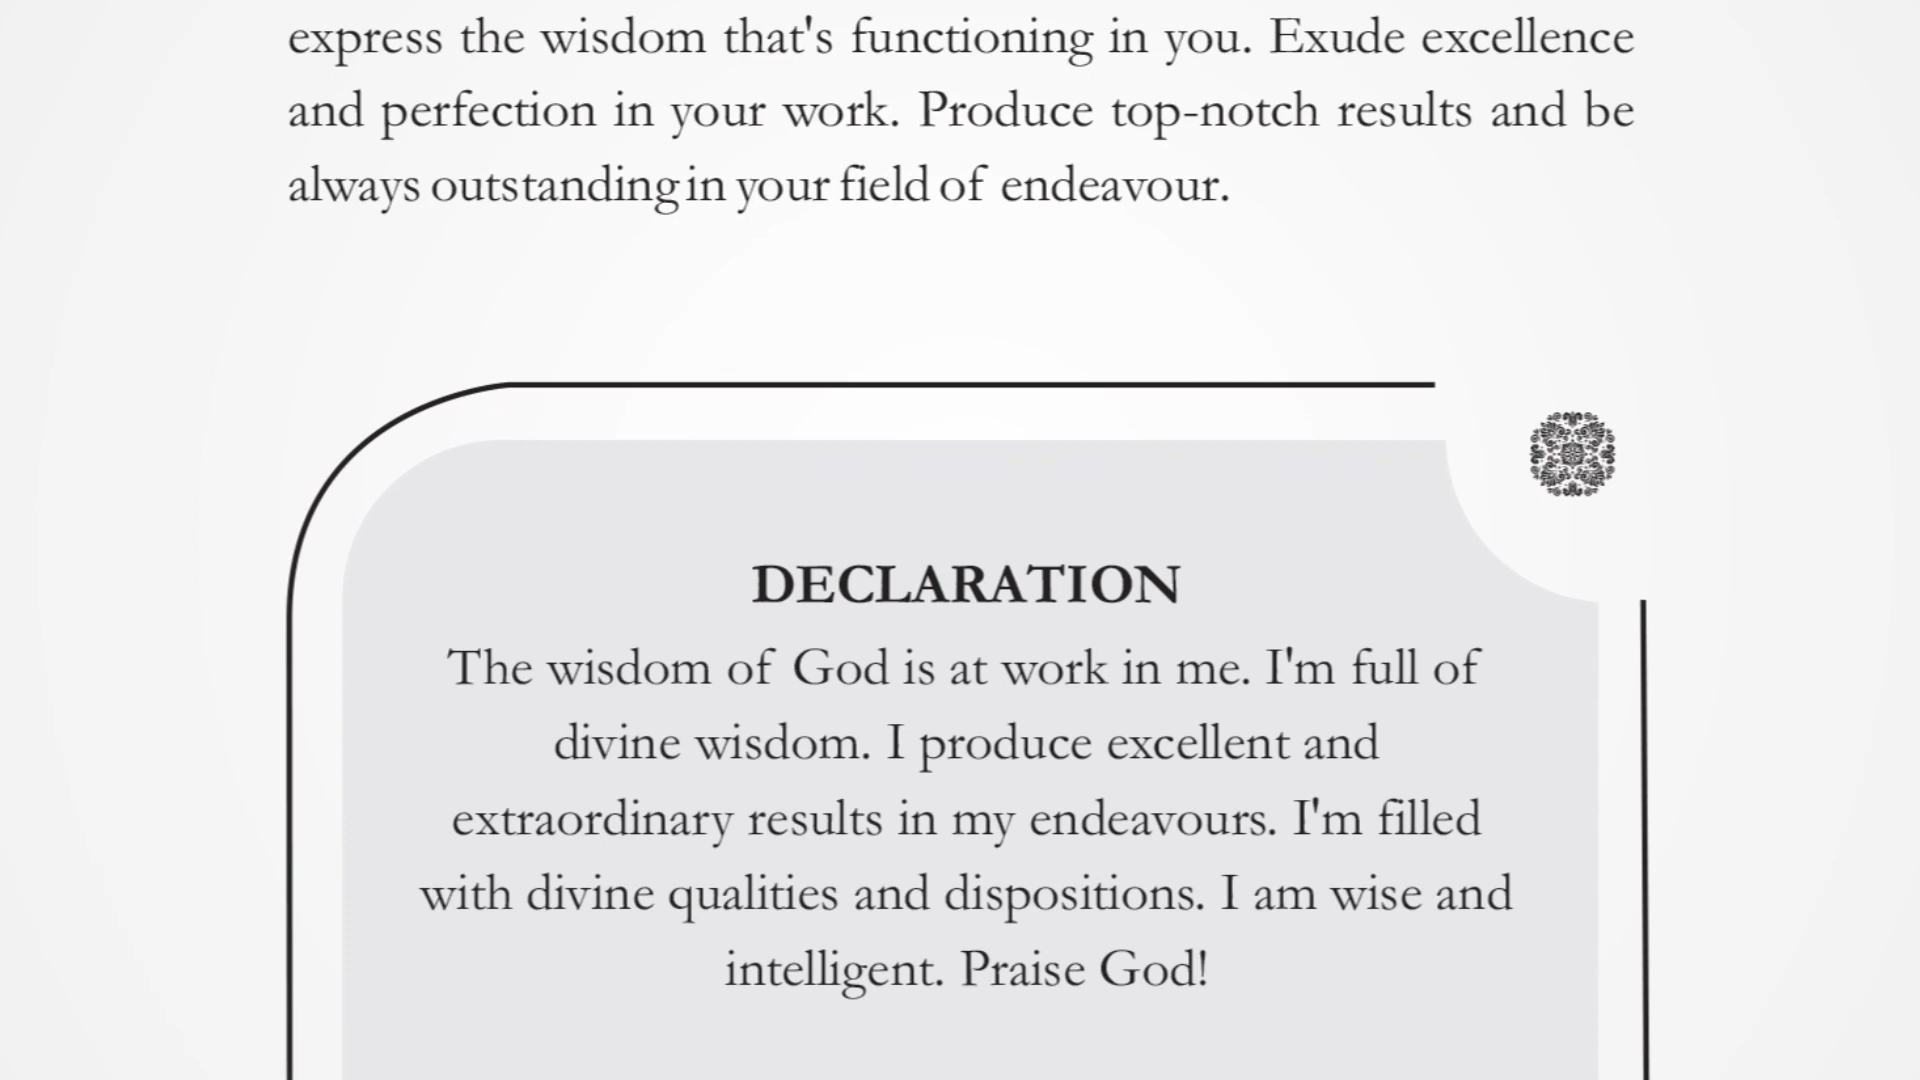 express the wisdom that's functioning in you. Exude excellence
and perfection in your work. Produce top-notch results and be
always outstanding in your field of endeavour.
DECLARATION
The wisdom of God is at work in me. I'm full of
divine wisdom. I produce excellent and
extraordinary results in my endeavours. I'm filled
with divine qualities and dispositions. I am wise and
intelligent. Praise God!